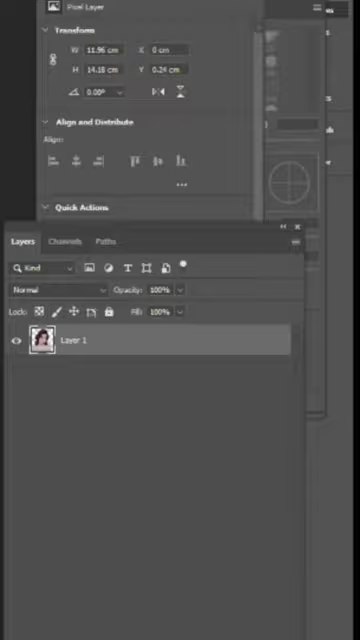 Pixel Layer
Transform
W 11.96 cm X 0 cm
H 14.18 cm Y 0.24 cm
0.00°
Align and Distribute
Align:
Quick Actions
Layers Channels Paths
Kind
Normal Opacity: 100%
Lock: Fill: 100%
Layer 1